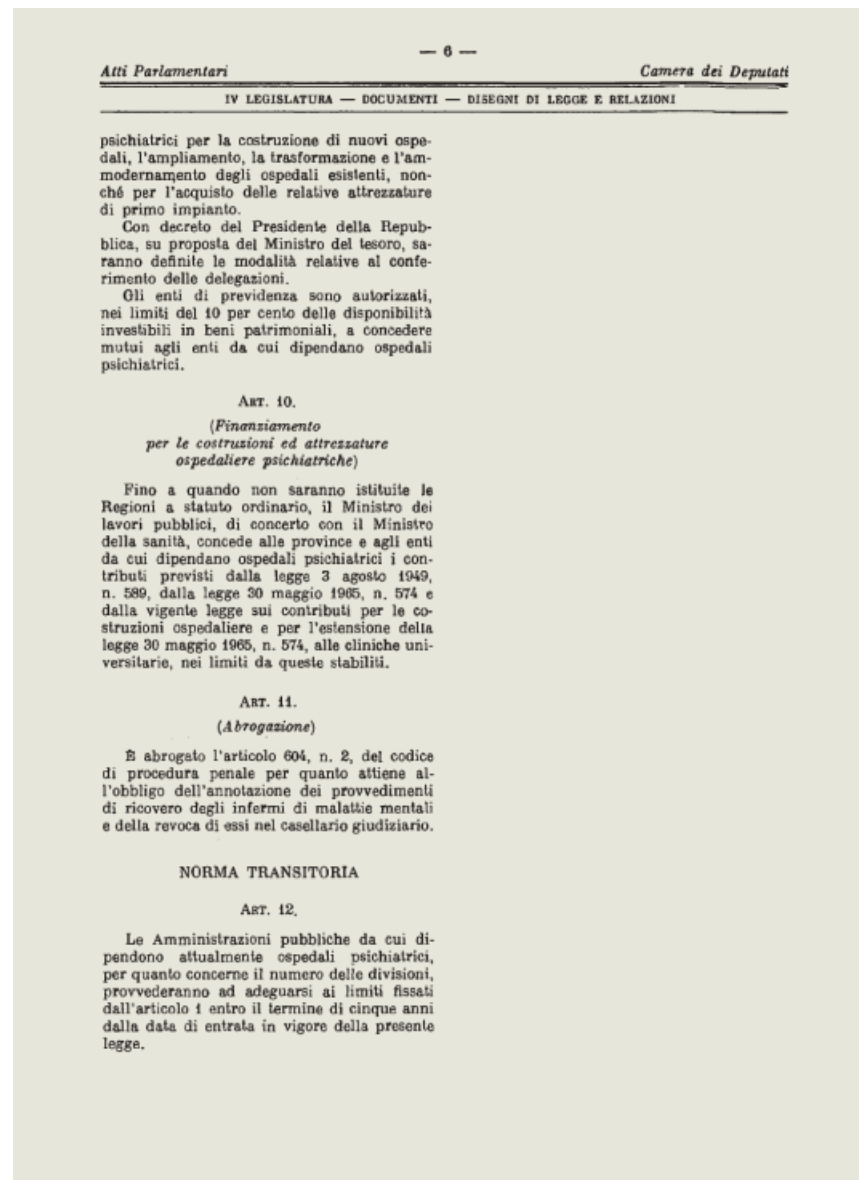 — 6 —
Atti Parlamentari Camera dei Deputati
IV LEGISLATURA — DOCUMENTI — DISEGNI DI LEGGE E RELAZIONI
psichiatrici per la costruzione di nuovi ospe-
dali, l'ampliamento, la trasformazione e l'am-
modernamento degli ospedali esistenti, non-
ché per l'acquisto delle relative attrezzature
di primo impianto.
Con decreto del Presidente della Repub-
blica, su proposta del Ministro del tesoro, sa-
ranno definite le modalità relative al confe-
rimento delle delegazioni.
Gli enti di previdenza sono autorizzati,
nei limiti del 10 per cento delle disponibilità
investibili in beni patrimoniali, a concedere
mutui agli enti da cui dipendano ospedali
psichiatrici.
ART. 10.
(Finanziamento
per le costruzioni ed attrezzature
ospedaliere psichiatriche)
Fino a quando non saranno istituite le
Regioni a statuto ordinario, il Ministro dei
lavori pubblici, di concerto con il Ministro
della sanità, concede alle province e agli enti
da cui dipendano ospedali psichiatrici i con-
tributi previsti dalla legge 3 agosto 1949,
n. 589, dalla legge 30 maggio 1965, n. 574 e
dalla vigente legge sui contributi per le co-
struzioni ospedaliere e per l'estensione della
legge 30 maggio 1965, n. 574, alle cliniche uni-
versitarie, nei limiti da queste stabiliti.
ART. 11.
(Abrogazione)
È abrogato l'articolo 604, n. 2, del codice
di procedura penale per quanto attiene al-
l'obbligo dell'annotazione dei provvedimenti
di ricovero degli infermi di malattie mentali
e della revoca di essi nel casellario giudiziario.
NORMA TRANSITORIA
ART. 12.
Le Amministrazioni pubbliche da cui di-
pendono attualmente ospedali psichiatrici,
per quanto concerne il numero delle divisioni,
provvederanno ad adeguarsi ai limiti fissati
dall'articolo 1 entro il termine di cinque anni
dalla data di entrata in vigore della presente
legge.